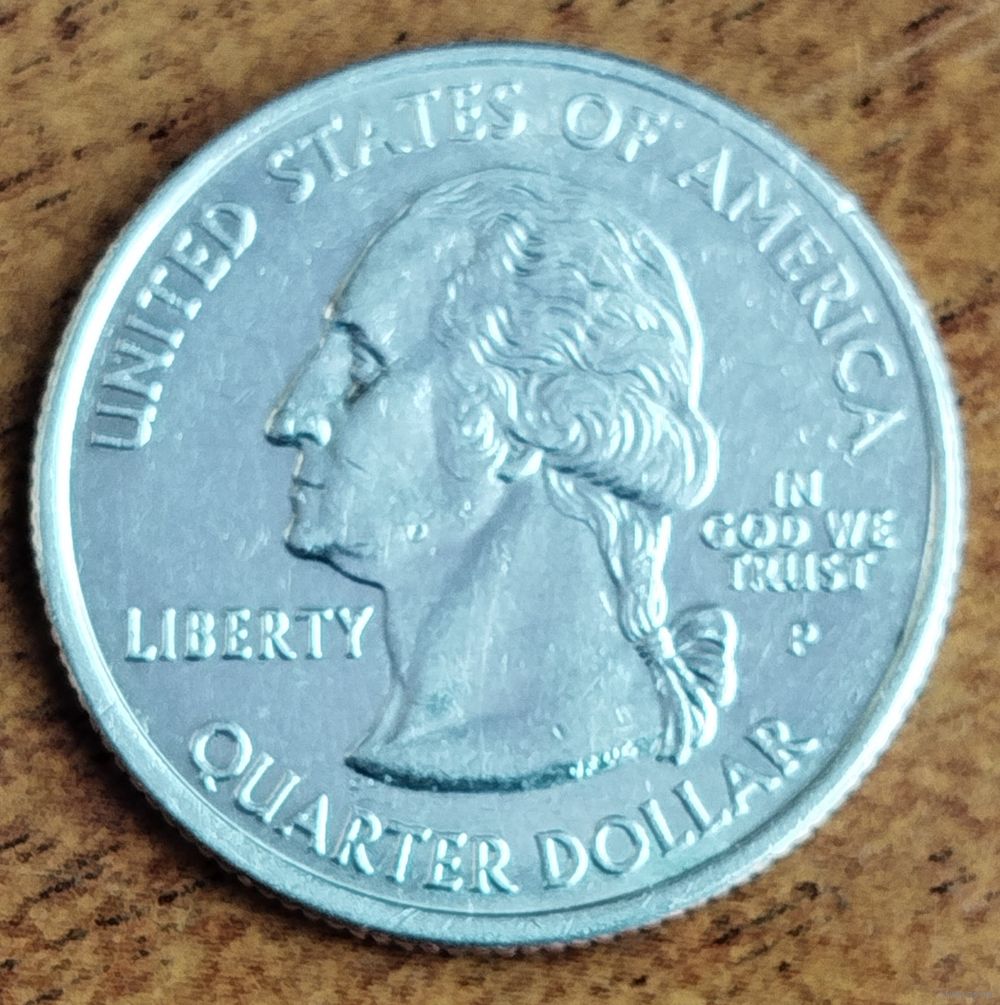 UNITED STATES OF AMERICA
LIBERTY
IN
GOD WE
TRUST
P
QUARTER DOLLAR